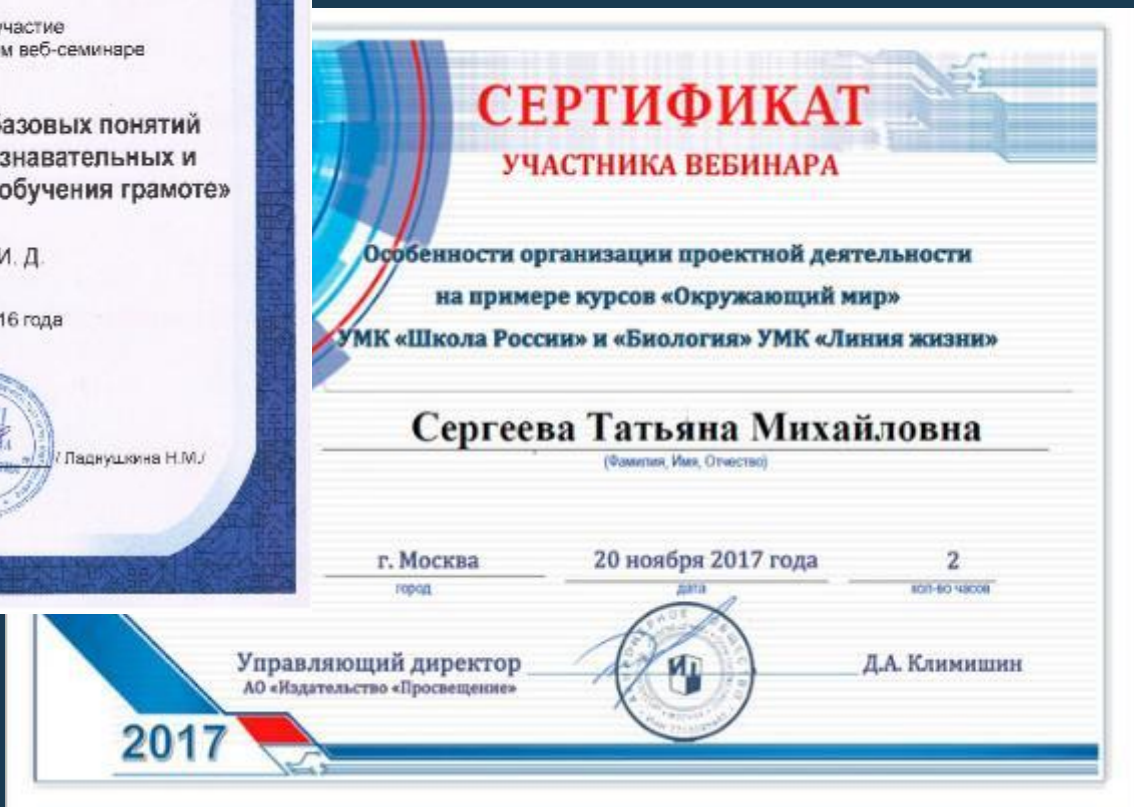 участие
м веб-семинаре
базовых понятий
знавательных и
обучения грамоте»
И. Д.
16 года
/ Ладнушкина Н.М./
СЕРТИФИКАТ
УЧАСТНИКА ВЕБИНАРА
Особенности организации проектной деятельности
на примере курсов «Окружающий мир»
УМК «Школа России» и «Биология» УМК «Линия жизни»
Сергеева Татьяна Михайловна
(Фамилия, Имя, Отчество)
г. Москва 20 ноября 2017 года 2
город дата кол-во часов
Управляющий директор Д.А. Климишин
АО «Издательство «Просвещение»
АКЦИОНЕРНОЕ ОБЩЕСТВО
2017